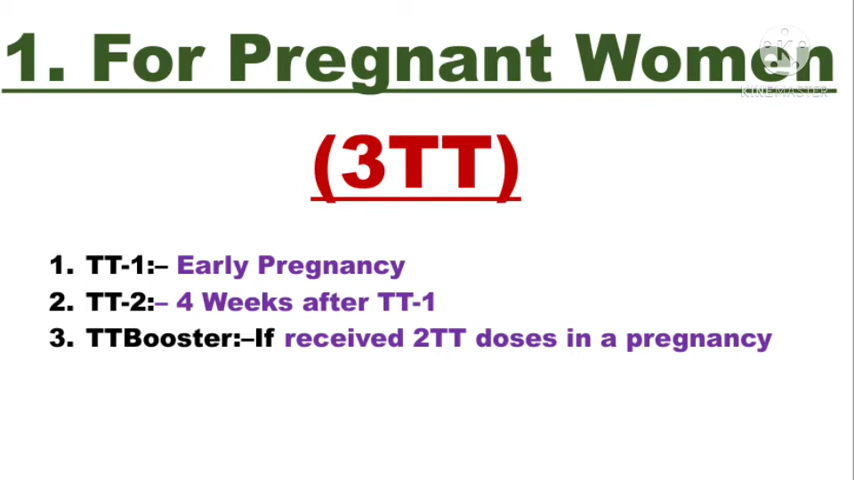 1. For Pregnant Women
KINEMASTER
(3TT)
1. TT-1:– Early Pregnancy
2. TT-2:– 4 Weeks after TT-1
3. TTBooster:–If received 2TT doses in a pregnancy